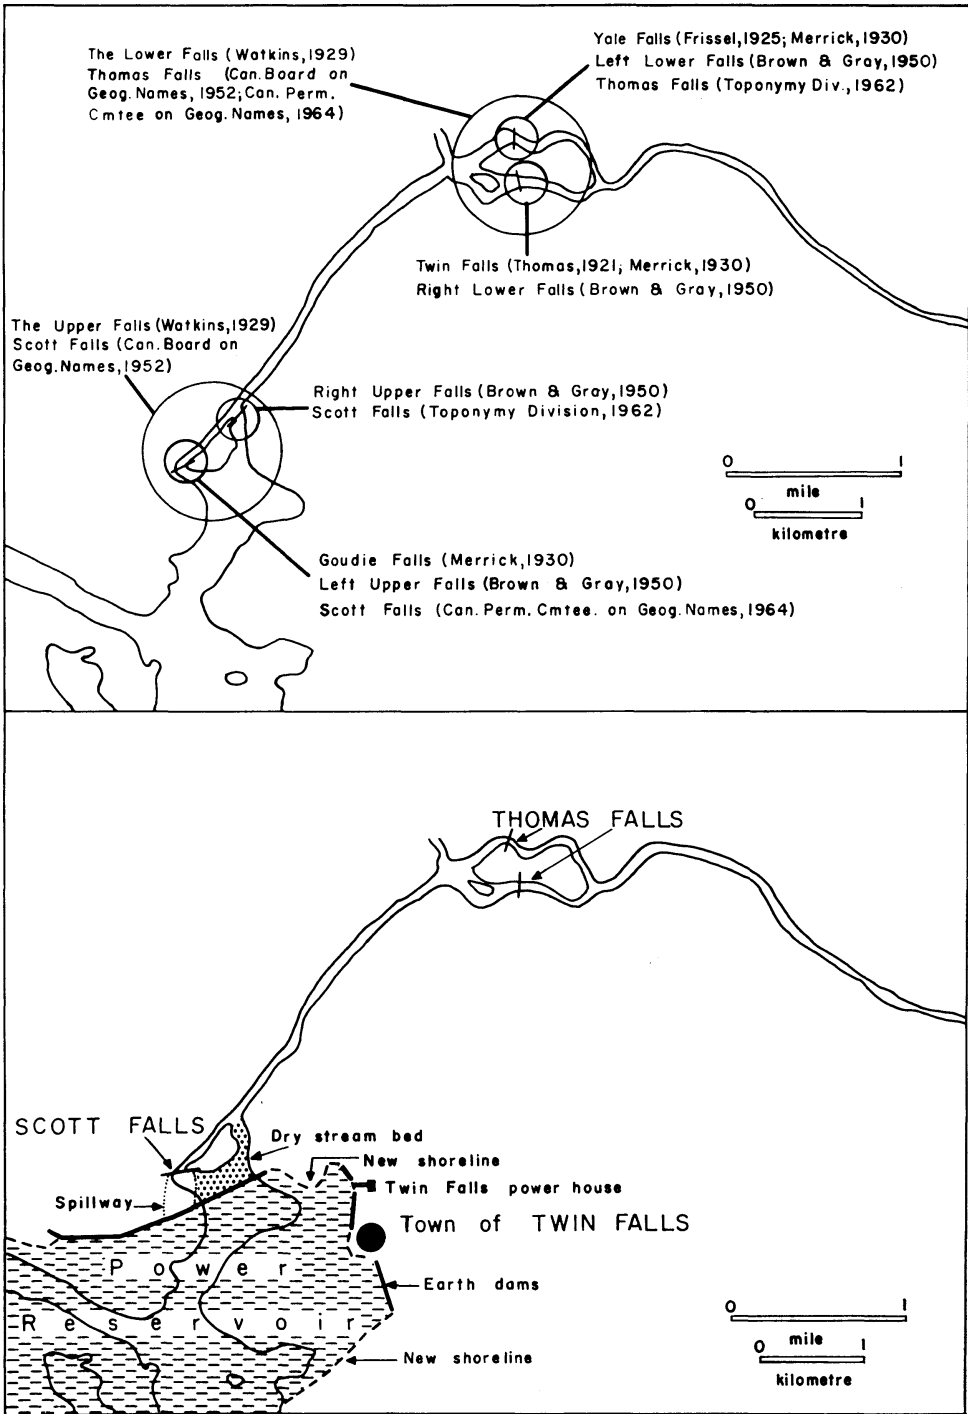 The Lower Falls (Watkins, 1929)
Thomas Falls (Can. Board on
Geog. Names, 1952; Can. Perm.
Cmtee on Geog. Names, 1964)
Yale Falls (Frissel, 1925; Merrick, 1930)
Left Lower Falls (Brown & Gray, 1950)
Thomas Falls (Toponymy Div., 1962)
Twin Falls (Thomas, 1921; Merrick, 1930)
Right Lower Falls (Brown & Gray, 1950)
The Upper Falls (Watkins, 1929)
Scott Falls (Can. Board on
Geog. Names, 1952)
Right Upper Falls (Brown & Gray, 1950)
Scott Falls (Toponymy Division, 1962)
0 1
mile
0 1
kilometre
Goudie Falls (Merrick, 1930)
Left Upper Falls (Brown & Gray, 1950)
Scott Falls (Can. Perm. Cmtee. on Geog. Names, 1964)
THOMAS FALLS
SCOTT FALLS
Dry stream bed
New shoreline
Twin Falls power house
Spillway
Town of TWIN FALLS
Power
Earth dams
Reservoir
New shoreline
0 1
mile
0 1
kilometre